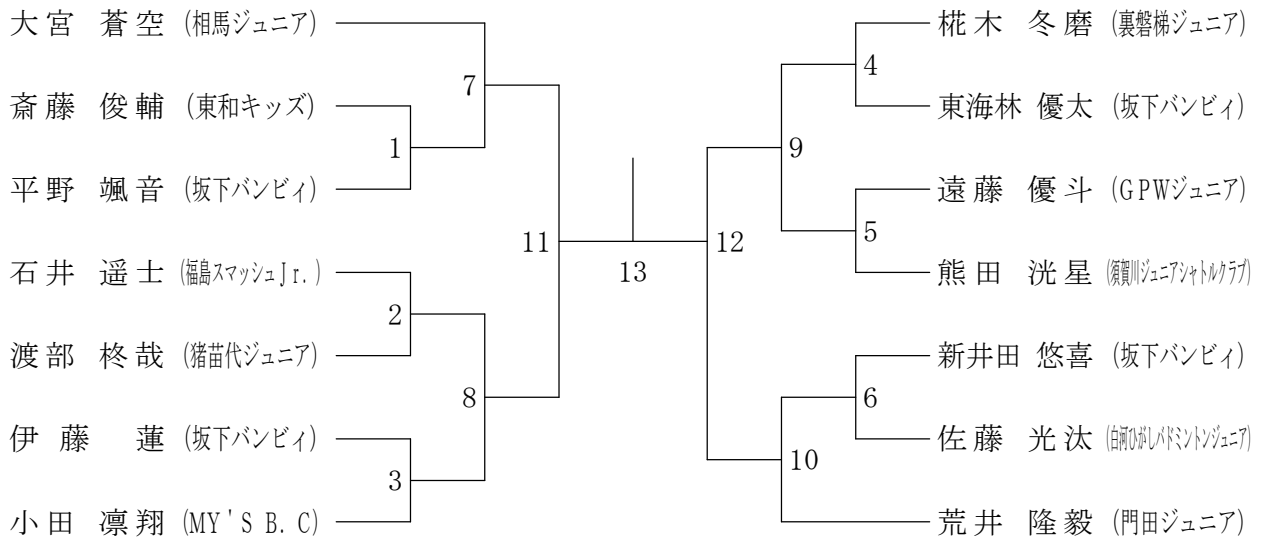 大宮 蒼空 (相馬ジュニア)
斎藤 俊輔 (東和キッズ)
平野 颯音 (坂下バンビィ)
石井 遥士 (福島スマッシュJr.)
渡部 柊哉 (猪苗代ジュニア)
伊藤 蓮 (坂下バンビィ)
小田 凛翔 (MY'S B.C)
1
2
3
7
8
11
13
12
9
10
4
5
6
椛木 冬磨 (裏磐梯ジュニア)
東海林 優太 (坂下バンビィ)
遠藤 優斗 (GPWジュニア)
熊田 洸星 (須賀川ジュニアシャトルクラブ)
新井田 悠喜 (坂下バンビィ)
佐藤 光汰 (白河ひがしバドミントンジュニア)
荒井 隆毅 (門田ジュニア)